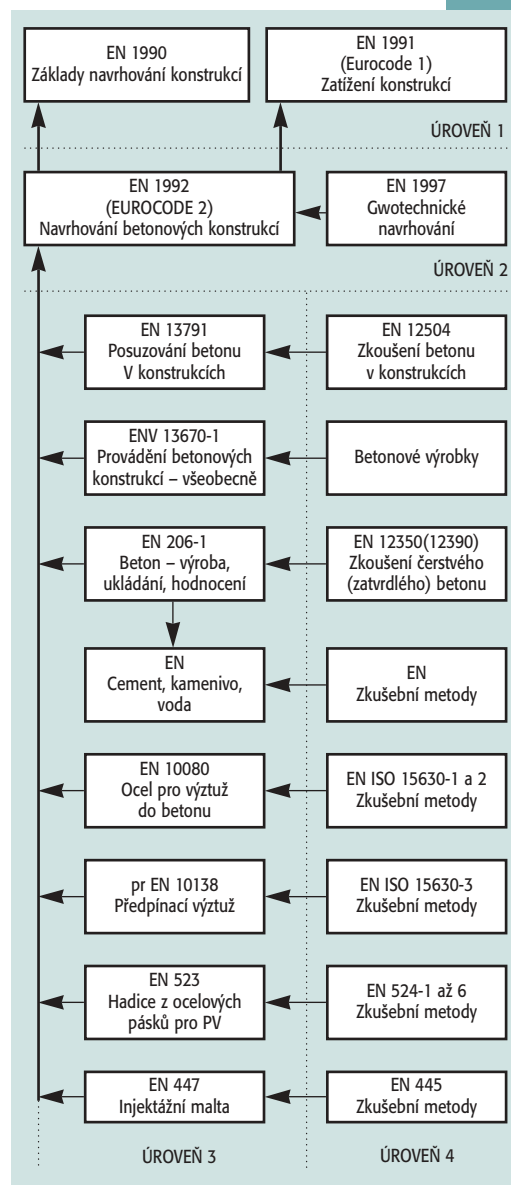 EN 1990
Základy navrhování konstrukcí
EN 1991
(Eurocode 1)
Zatížení konstrukcí
ÚROVEŇ 1
EN 1992
(EUROCODE 2)
Navrhování betonových konstrukcí
EN 1997
Gwotechnické
navrhování
ÚROVEŇ 2
EN 13791
Posuzování betonu
V konstrukcích
EN 12504
Zkoušení betonu
v konstrukcích
ENV 13670-1
Provádění betonových
konstrukcí – všeobecně
Betonové výrobky
EN 206-1
Beton – výroba,
ukládání, hodnocení
EN 12350(12390)
Zkoušení čerstvého
(zatvrdlého) betonu
EN
Cement, kamenivo,
voda
EN
Zkušební metody
EN 10080
Ocel pro výztuž
do betonu
EN ISO 15630-1 a 2
Zkušební metody
pr EN 10138
Předpínací výztuž
EN ISO 15630-3
Zkušební metody
EN 523
Hadice z ocelových
pásků pro PV
EN 524-1 až 6
Zkušební metody
EN 447
Injektážní malta
EN 445
Zkušební metody
ÚROVEŇ 3
ÚROVEŇ 4